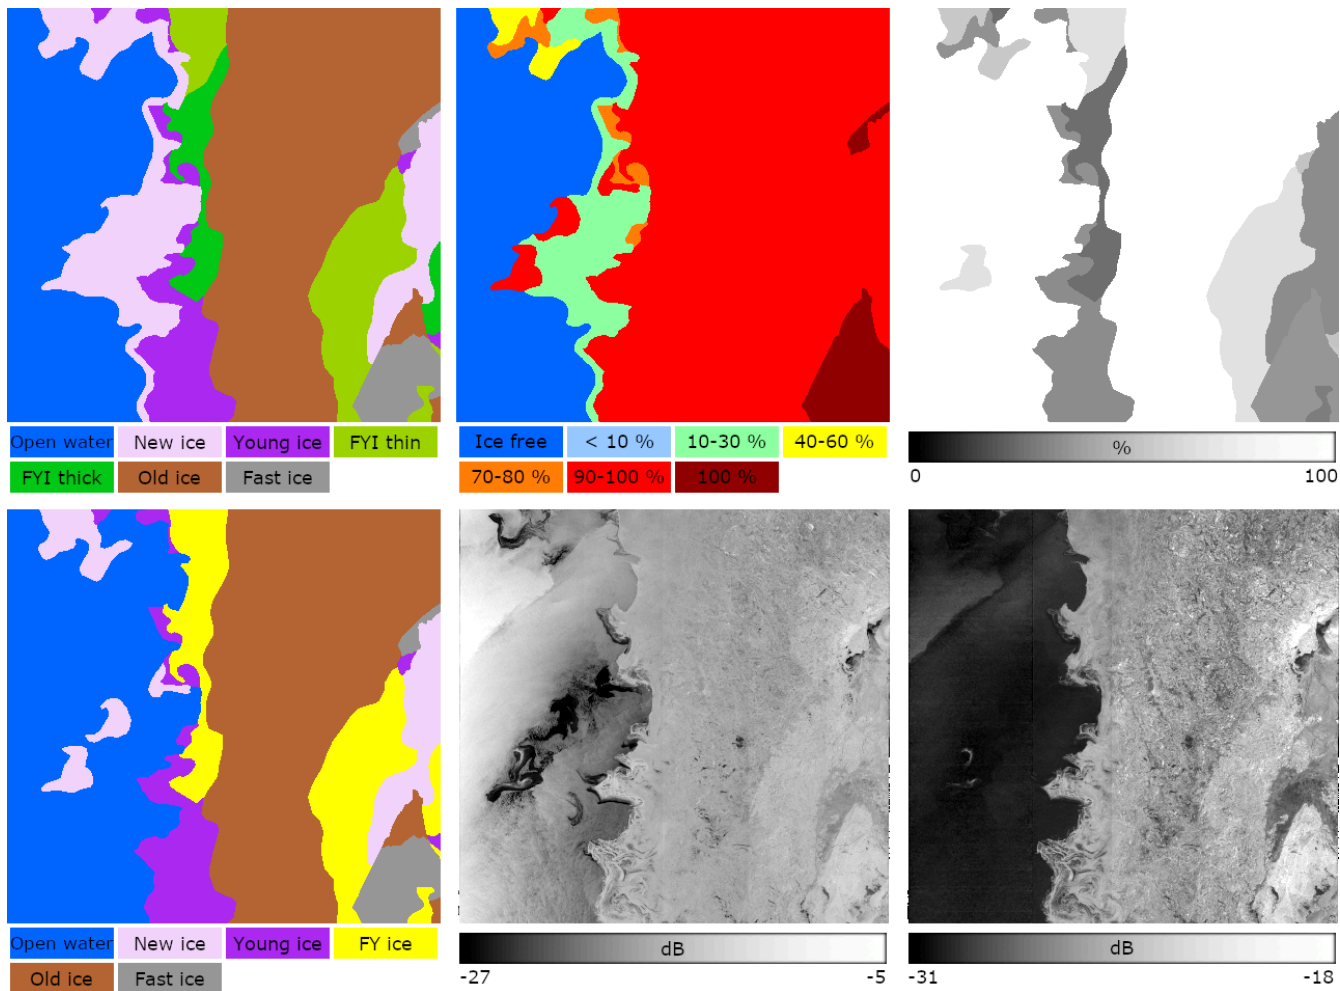 Open water New ice Young ice FYI thin
FYI thick Old ice Fast ice
Ice free < 10 % 10-30 % 40-60 %
70-80 % 90-100 % 100 %
%
0 100
Open water New ice Young ice FY ice
Old ice Fast ice
dB
-27 -5
dB
-31 -18